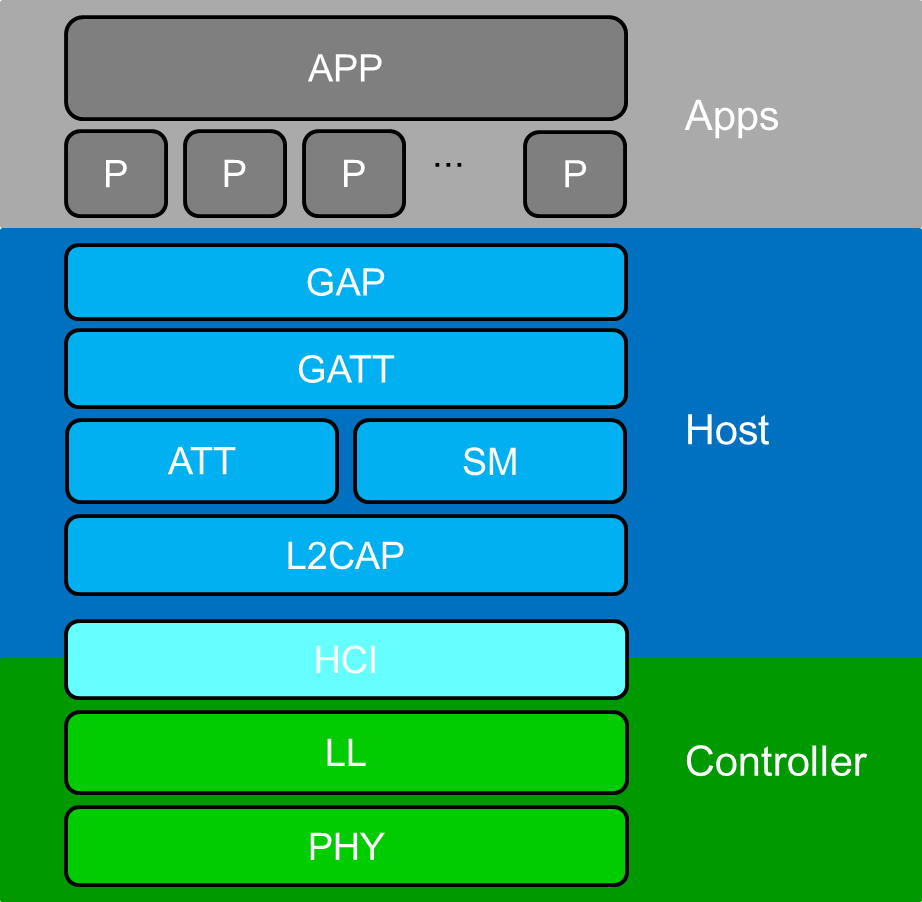 APP
Apps
P P P ... P
GAP
GATT
Host
ATT SM
L2CAP
HCI
LL
Controller
PHY